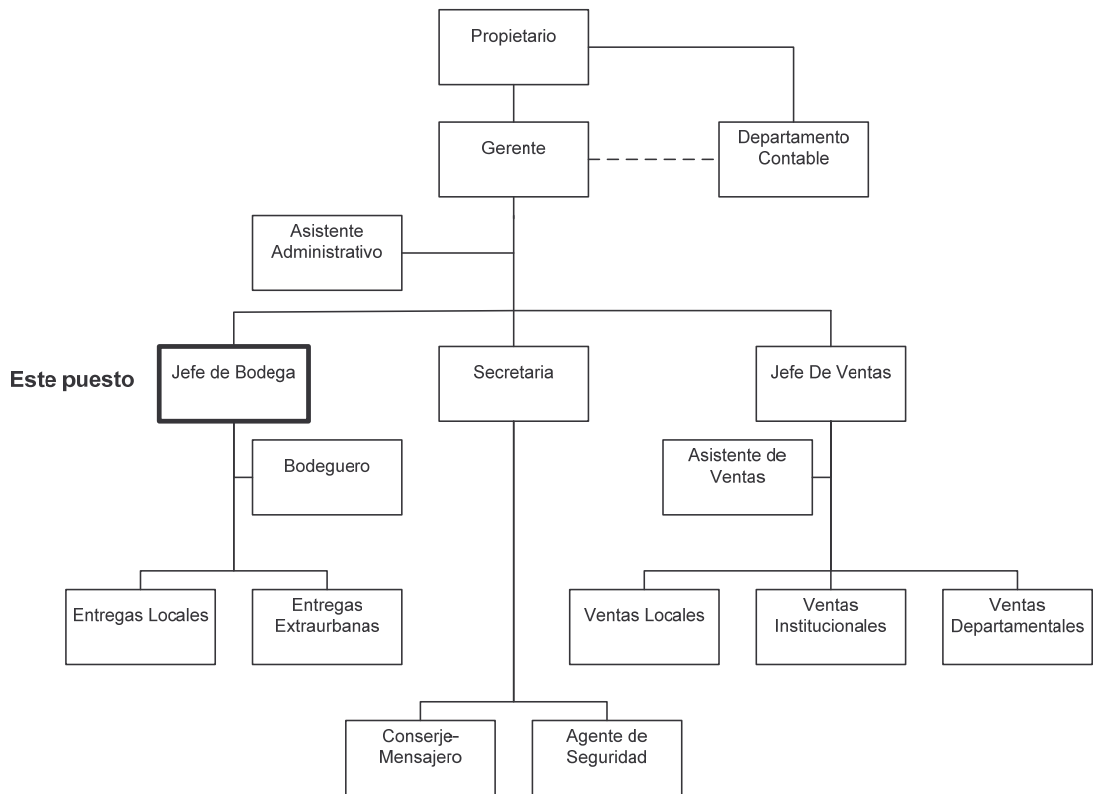 Propietario
Gerente
Departamento
Contable
Asistente
Administrativo
Este puesto
Jefe de Bodega
Secretaria
Jefe De Ventas
Bodeguero
Asistente de
Ventas
Entregas Locales
Entregas
Extraurbanas
Ventas Locales
Ventas
Institucionales
Ventas
Departamentales
Conserje-
Mensajero
Agente de
Seguridad